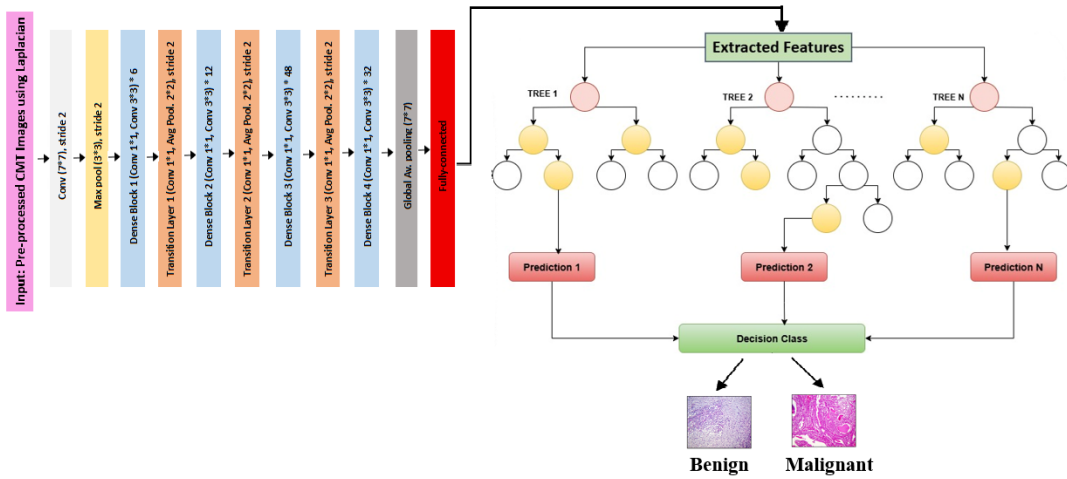 Input: Pre-processed CMT Images using Laplacian
Conv (7*7), stride 2
Max pool (3*3), stride 2
Dense Block 1 (Conv 1*1, Conv 3*3) * 6
Transition Layer 1 (Conv 1*1, Avg Pool. 2*2), stride 2
Dense Block 2 (Conv 1*1, Conv 3*3) * 12
Transition Layer 2 (Conv 1*1, Avg Pool. 2*2), stride 2
Dense Block 3 (Conv 1*1, Conv 3*3) * 48
Transition Layer 3 (Conv 1*1, Avg Pool. 2*2), stride 2
Dense Block 4 (Conv 1*1, Conv 3*3) * 32
Global Av. pooling (7*7)
Fully-connected
Extracted Features
TREE 1
TREE 2
..........
TREE N
Prediction 1
Prediction 2
Prediction N
Decision Class
Benign
Malignant